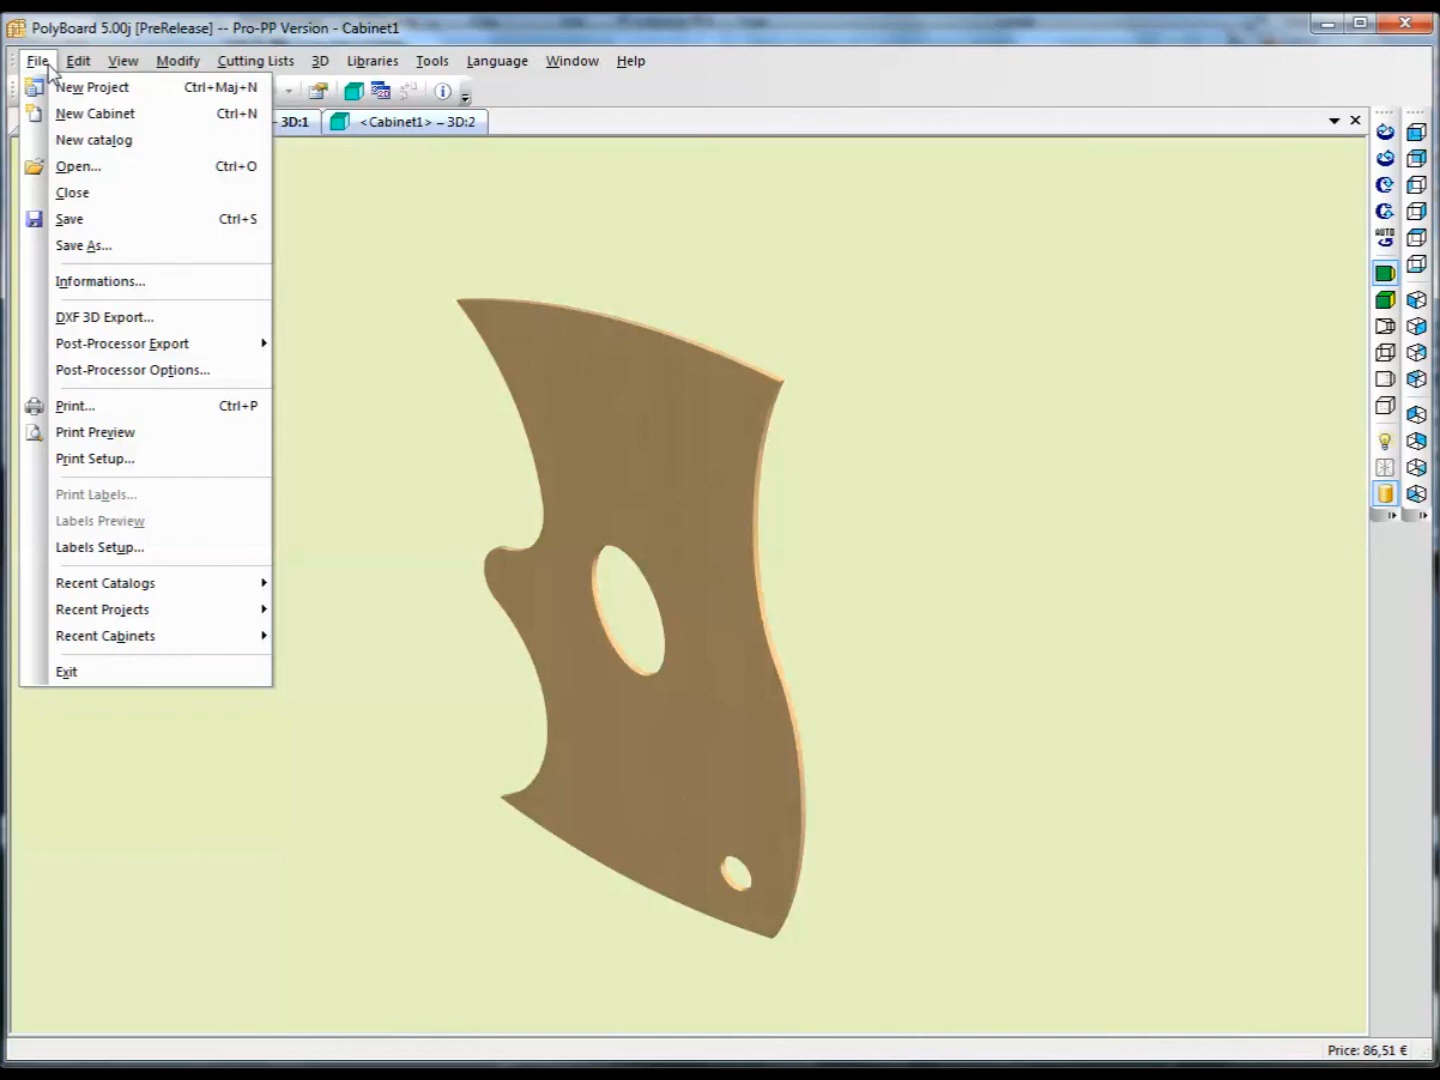 PolyBoard 5.00j [PreRelease] -- Pro-PP Version - Cabinet1
File Edit View Modify Cutting Lists 3D Libraries Tools Language Window Help
– 3D:1 <Cabinet1> – 3D:2
New Project Ctrl+Maj+N
New Cabinet Ctrl+N
New catalog
Open... Ctrl+O
Close
Save Ctrl+S
Save As...
Informations...
DXF 3D Export...
Post-Processor Export
Post-Processor Options...
Print... Ctrl+P
Print Preview
Print Setup...
Print Labels...
Labels Preview
Labels Setup...
Recent Catalogs
Recent Projects
Recent Cabinets
Exit
AUTO
Price: 86,51 €